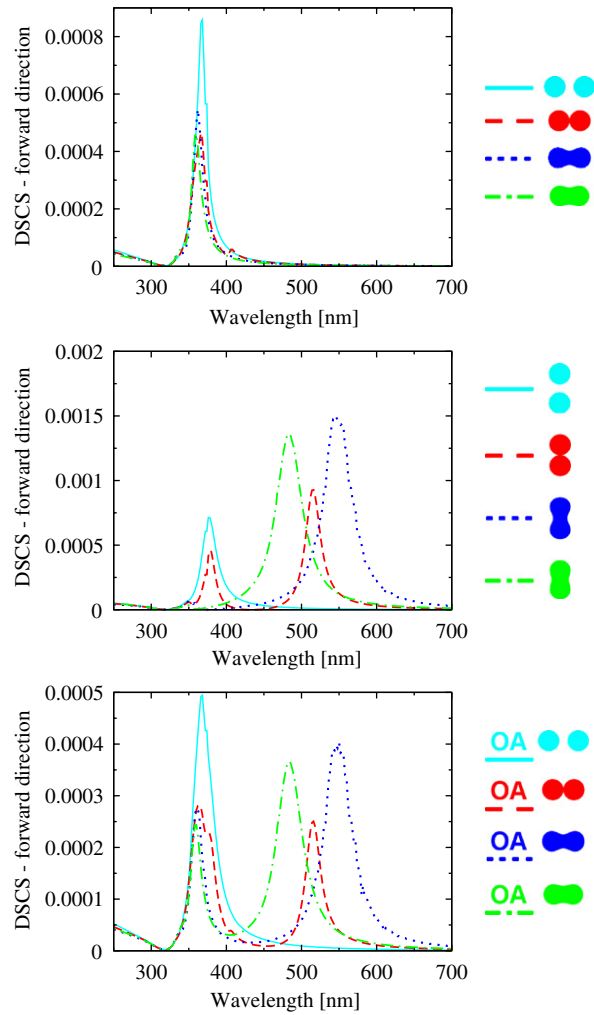 DSCS - forward direction
0.0008
0.0006
0.0004
0.0002
0
300 400 500 600 700
Wavelength [nm]
DSCS - forward direction
0.002
0.0015
0.001
0.0005
0
300 400 500 600 700
Wavelength [nm]
DSCS - forward direction
0.0005
0.0004
0.0003
0.0002
0.0001
0
300 400 500 600 700
Wavelength [nm]
OA
OA
OA
OA